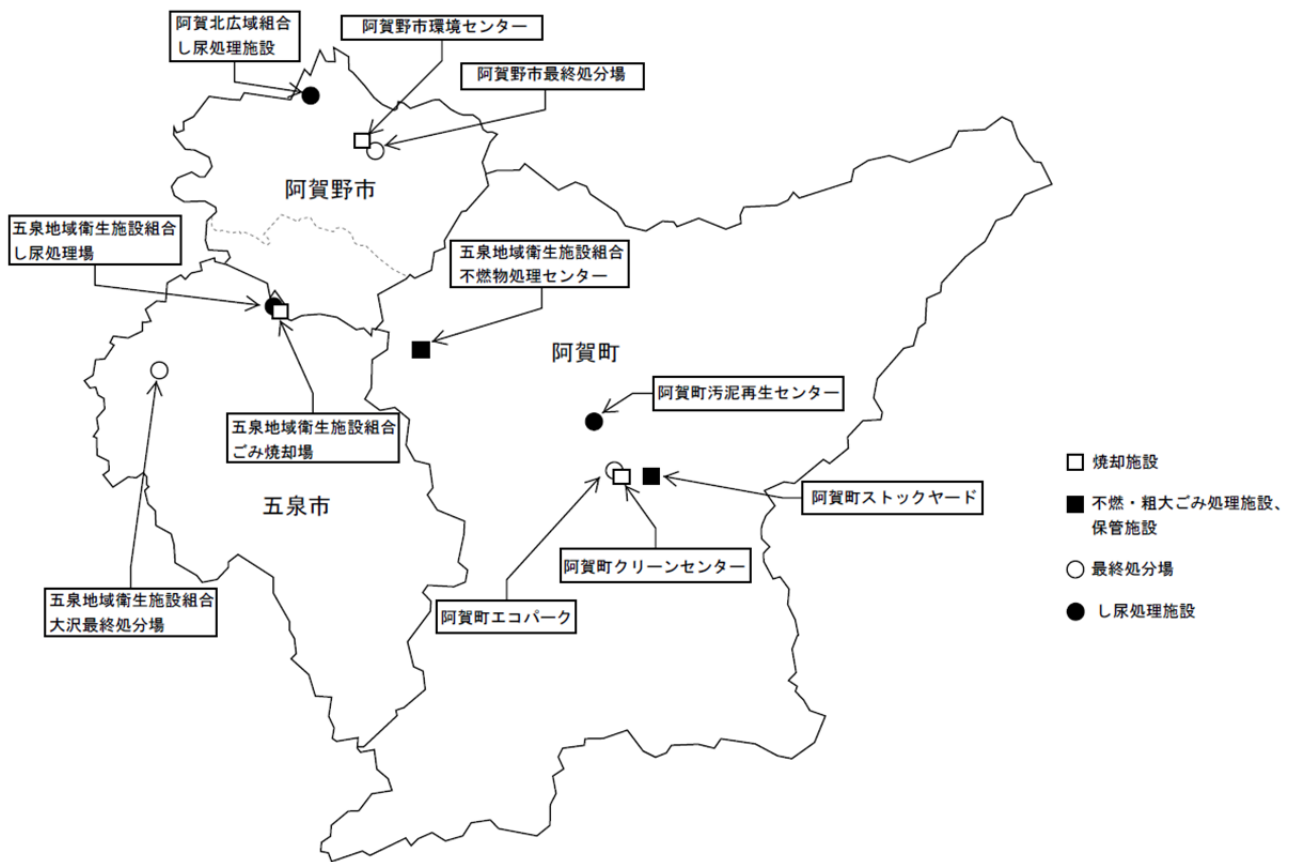 阿賀北広域組合
し尿処理施設
阿賀野市環境センター
阿賀野市最終処分場
阿賀野市
五泉地域衛生施設組合
し尿処理場
五泉地域衛生施設組合
不燃物処理センター
阿賀町
阿賀町汚泥再生センター
五泉地域衛生施設組合
ごみ焼却場
五泉市
阿賀町ストックヤード
阿賀町クリーンセンター
阿賀町エコパーク
五泉地域衛生施設組合
大沢最終処分場
焼却施設
不燃・粗大ごみ処理施設、
保管施設
最終処分場
し尿処理施設